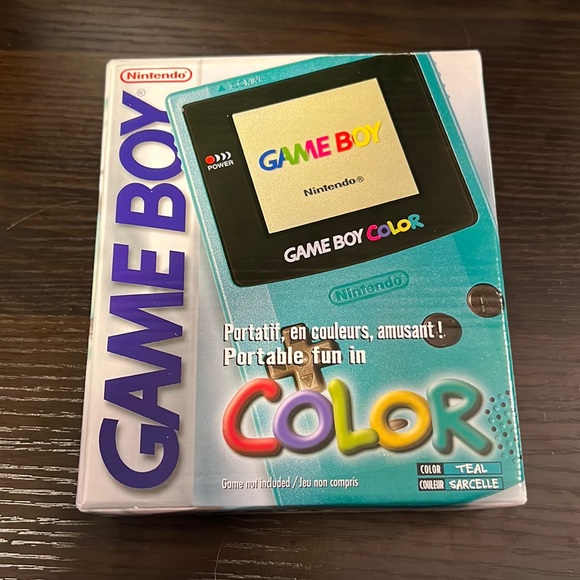 Nintendo®
GAME BOY
COMM.
POWER
GAME BOY
Nintendo®
GAME BOY COLOR
Nintendo
Portatif, en couleurs, amusant!
Portable fun in
COLOR
COLOR TEAL
COULEUR SARCELLE
Game not included / Jeu non compris